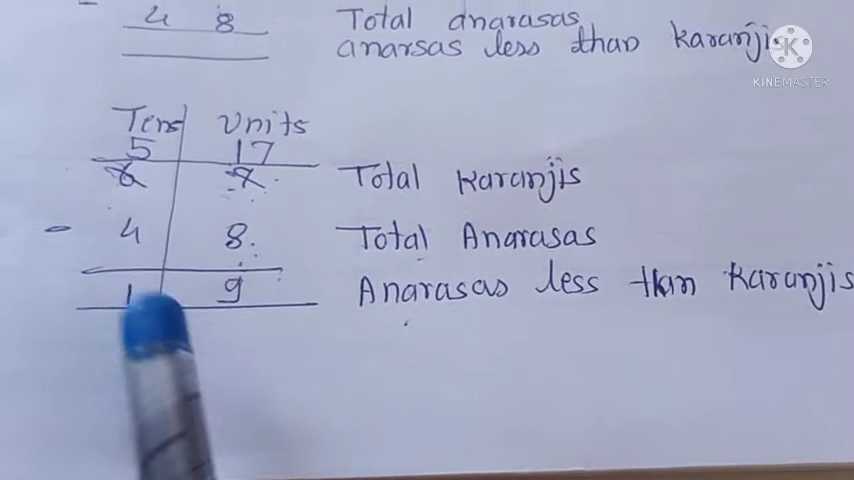 - 4 8 Total anarasas
anarsas less than karanjis
K
KINEMASTER
Tens Units
5 17
6 7 Total Karanjis
- 4 8 Total Anarasas
1 9 Anarasas less than Karanjis